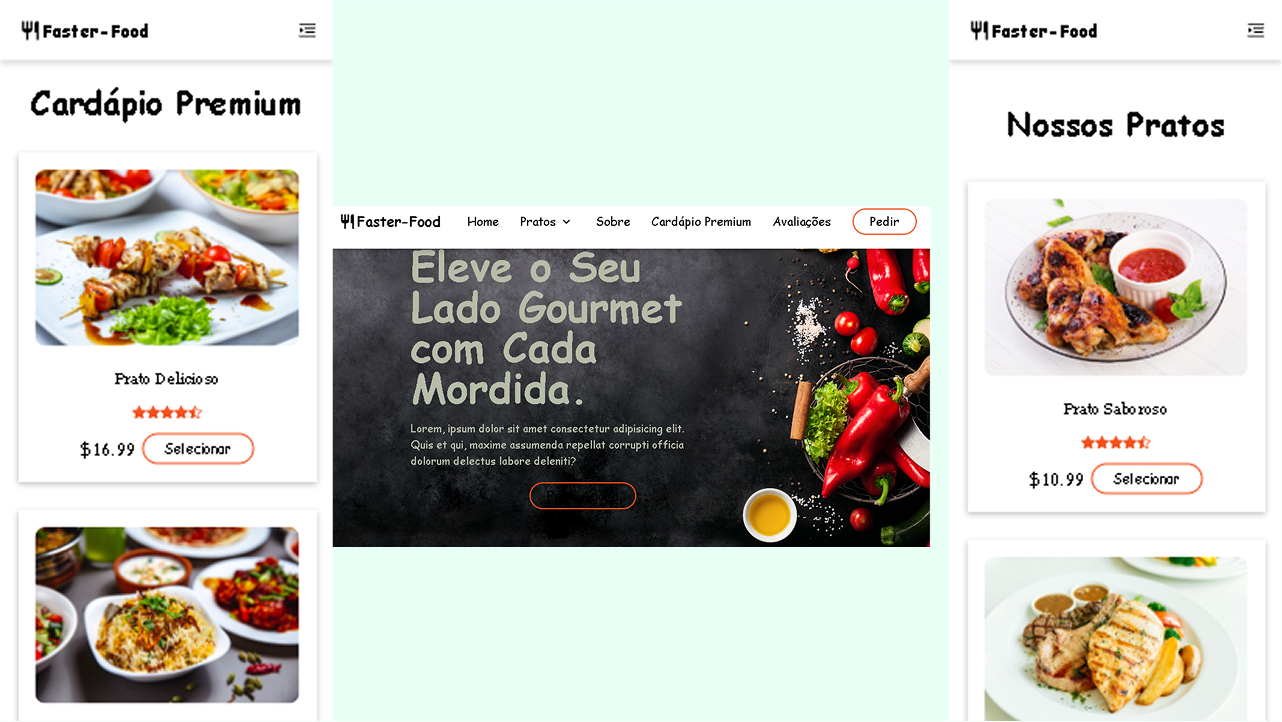 Faster-Food
Cardápio Premium
Prato Delicioso
$16.99 Selecionar
Faster-Food Home Pratos Sobre Cardápio Premium Avaliações Pedir
Eleve o Seu
Lado Gourmet
com Cada
Mordida.
Lorem, ipsum dolor sit amet consectetur adipisicing elit.
Quis et qui, maxime assumenda repellat corrupti officia
dolorum delectus labore deleniti?
Faster-Food
Nossos Pratos
Prato Saboroso
$10.99 Selecionar